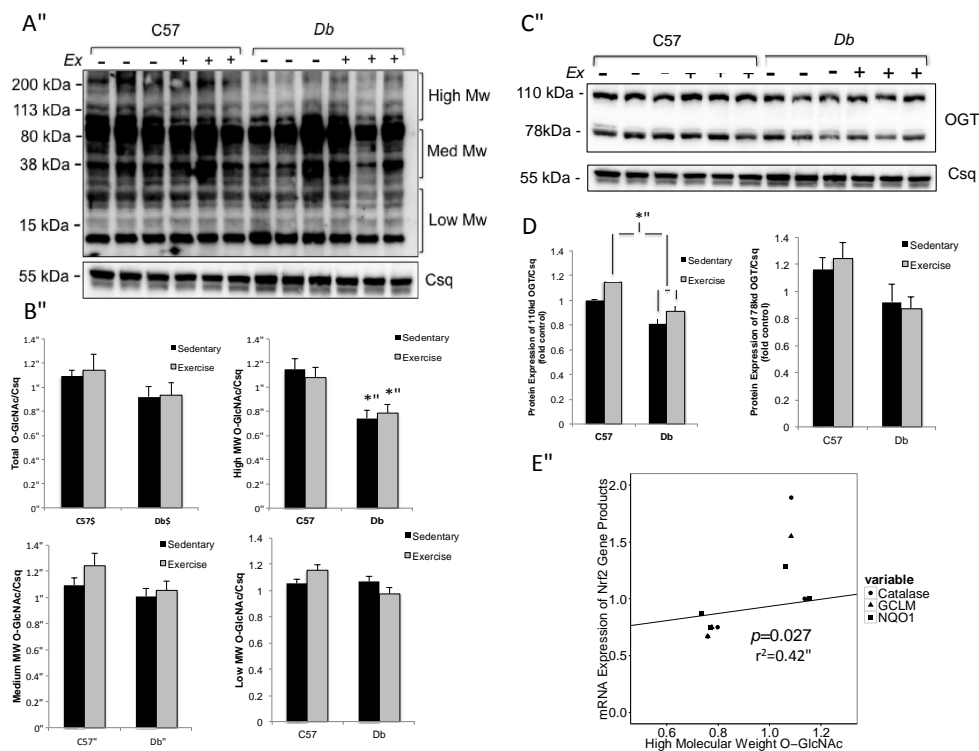 A"
C57
Db
Ex - - - + + + - - - + + +
200 kDa
113 kDa
80 kDa
38 kDa
15 kDa
High Mw
Med Mw
Low Mw
55 kDa
Csq
B"
Total O-GlcNAc/Csq
1.4"
1.2"
1"
0.8"
0.6"
0.4"
0.2"
0"
C57$
Db$
Sedentary
Exercise
High MW O-GlcNAc/Csq
1.4"
1.2"
1"
0.8"
0.6"
0.4"
0.2"
0"
*" *"
C57
Db
Sedentary
Exercise
Medium MW O-GlcNAc/Csq
1.4"
1.2"
1"
0.8"
0.6"
0.4"
0.2"
0"
C57"
Db"
Sedentary
Exercise
Low MW O-GlcNAc/Csq
1.4
1.2
1
0.8
0.6
0.4
0.2
0
C57
Db
Sedentary
Exercise
C"
C57
Db
Ex - - - + + + - - - + + +
110 kDa
78kDa
OGT
55 kDa
Csq
D
Protein Expression of 110kd OGT/Csq
(fold control)
1.4
1.2
1
0.8
0.6
0.4
0.2
0
*"
C57
Db
Sedentary
Exercise
Protein Expression of 78kd OGT/Csq
(fold control)
1.4
1.2
1
0.8
0.6
0.4
0.2
0
C57
Db
Sedentary
Exercise
E"
mRNA Expression of Nrf2 Gene Products
2.0
1.5
1.0
0.5
0.0
p=0.027
r²=0.42"
0.6
0.8
1.0
1.2
High Molecular Weight O−GlcNAc
variable
Catalase
GCLM
NQO1